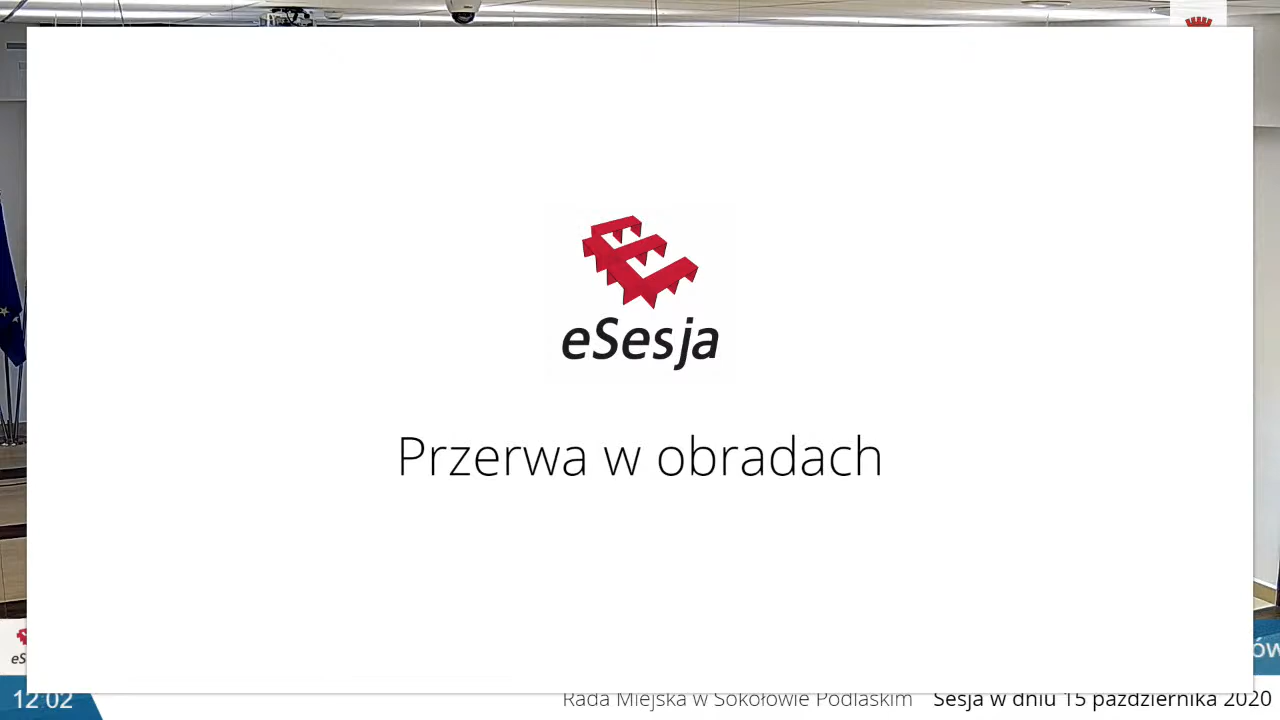 eSesja
Przerwa w obradach
12:02
Rada Miejska w Sokołowie Podlaskim Sesja w dniu 15 października 2020